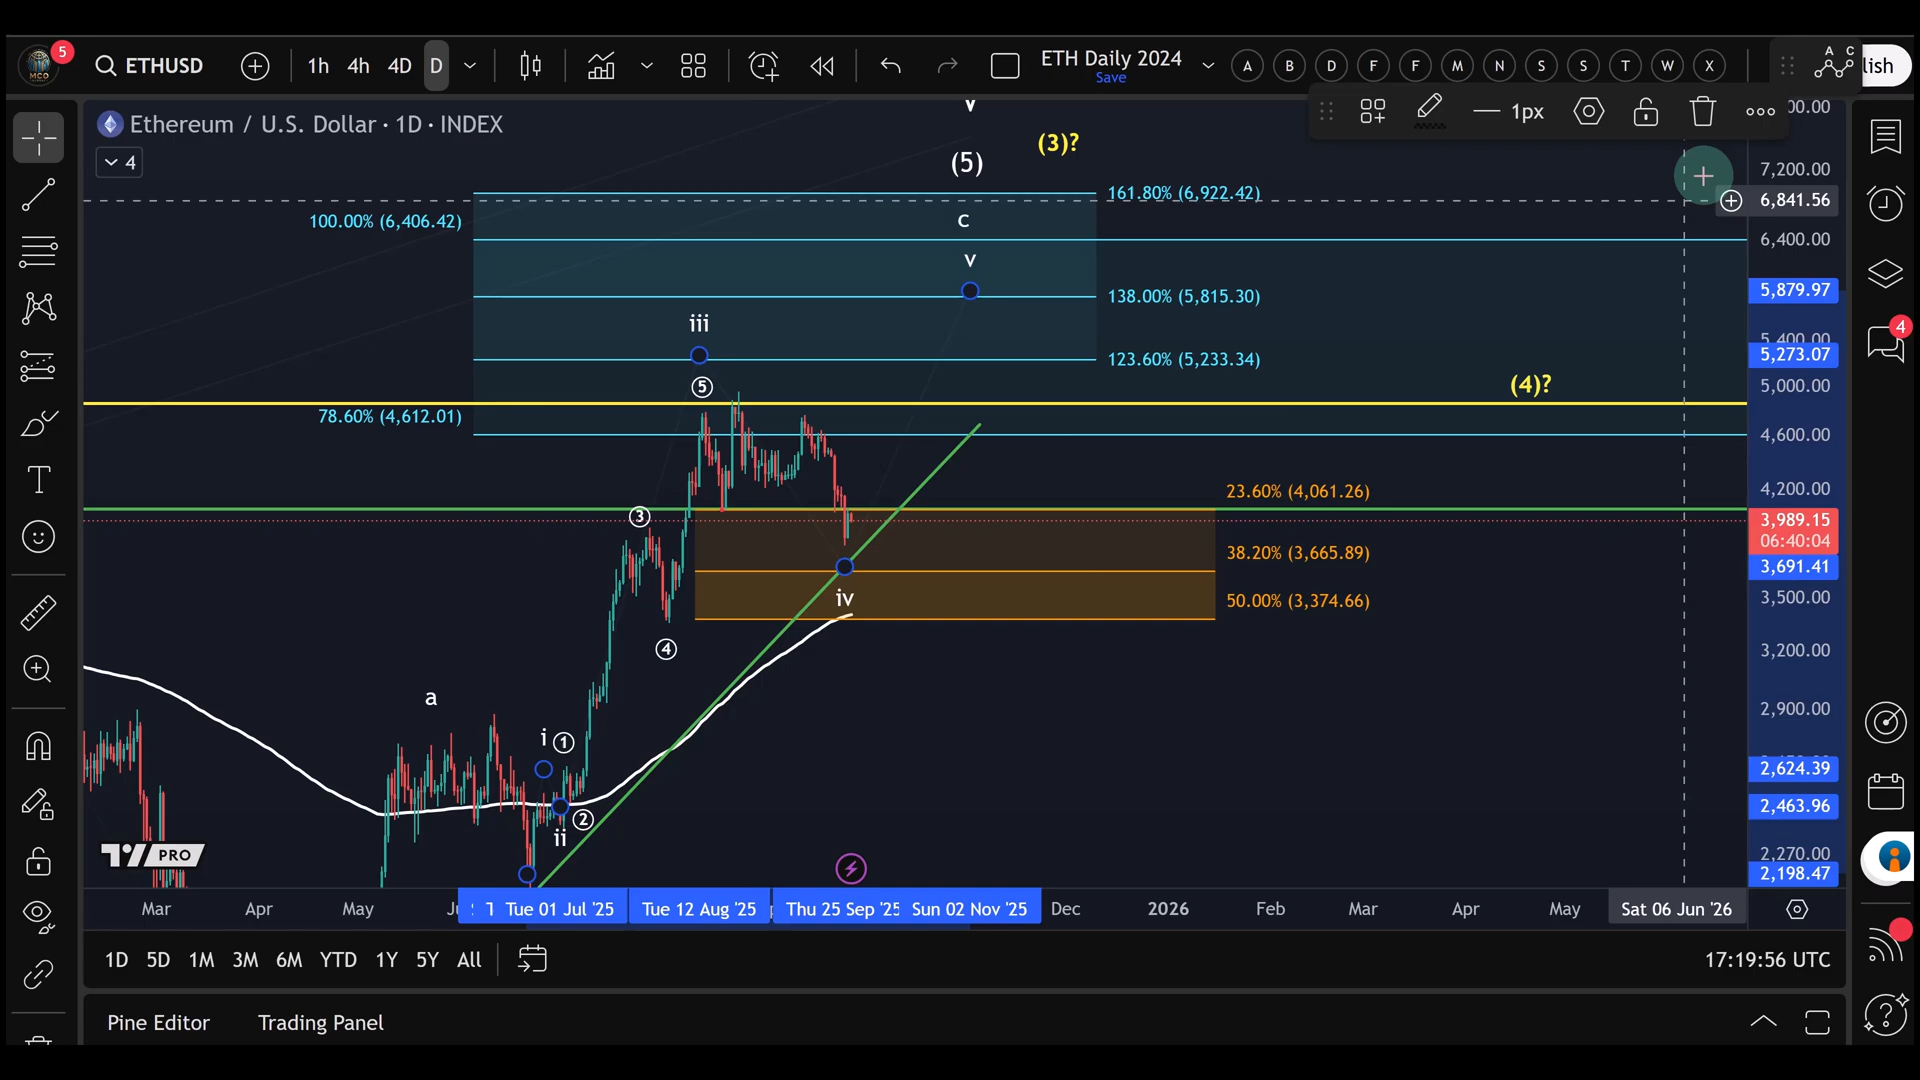 MCO
5
ETHUSD
1h
4h
4D
D
ETH Daily 2024
Save
A
B
D
F
F
M
N
S
S
T
W
X
A C
lish
1px
Ethereum / U.S. Dollar · 1D · INDEX
4
v
(3)?
(5)
161.80% (6,922.42)
100.00% (6,406.42)
c
v
138.00% (5,815.30)
iii
123.60% (5,233.34)
5
(4)?
78.60% (4,612.01)
23.60% (4,061.26)
3
38.20% (3,665.89)
iv
50.00% (3,374.66)
4
a
i
1
2
ii
7,200.00
6,841.56
6,400.00
5,879.97
5,400.00
5,273.07
5,000.00
4,600.00
4,200.00
3,989.15
06:40:04
3,691.41
3,500.00
3,200.00
2,900.00
2,624.39
2,463.96
2,270.00
2,198.47
4
PRO
Mar
Apr
May
Tue 01 Jul '25
Tue 12 Aug '25
Thu 25 Sep '25
Sun 02 Nov '25
Dec
2026
Feb
Mar
Apr
May
Sat 06 Jun '26
1D
5D
1M
3M
6M
YTD
1Y
5Y
All
17:19:56 UTC
Pine Editor
Trading Panel